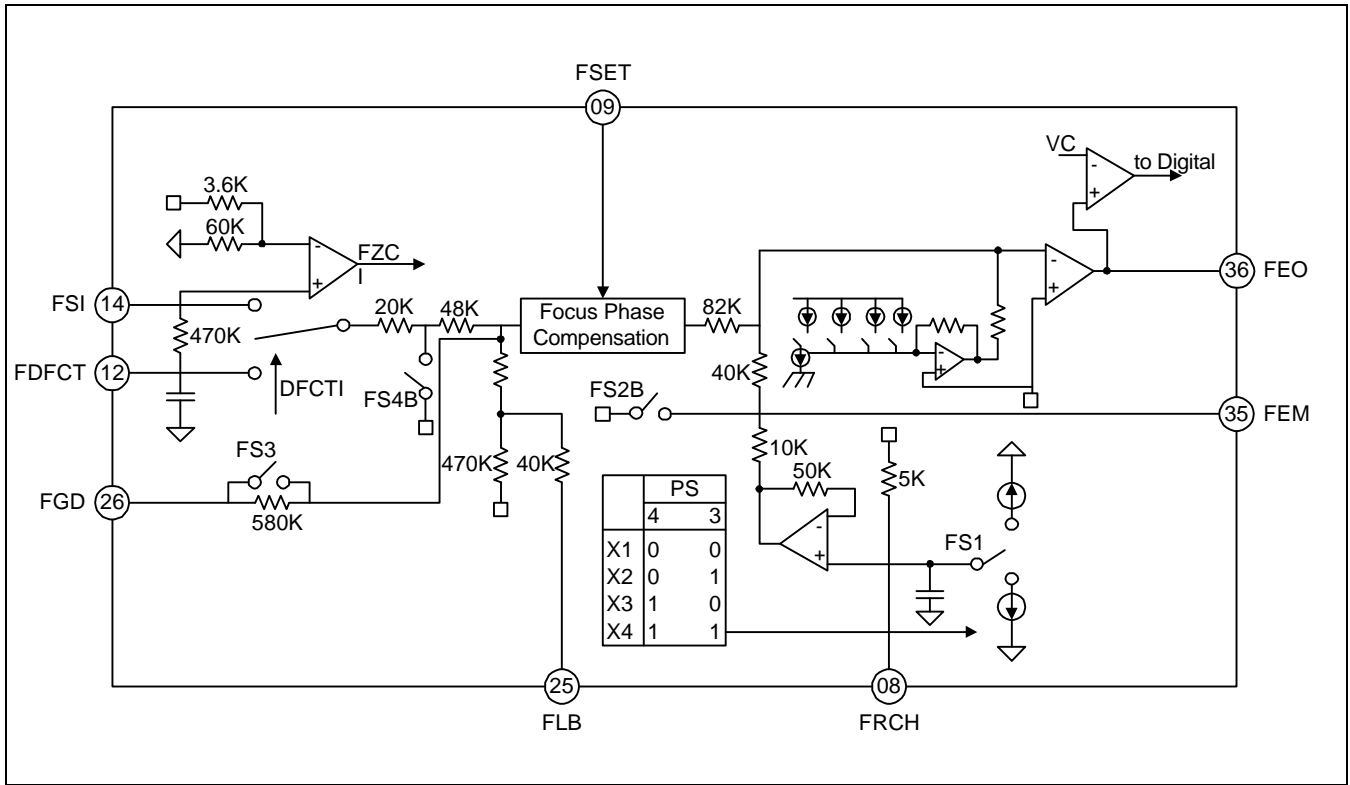 FSET
09
VC
to Digital
3.6K
60K
FZC
I
FSI 14
20K 48K
Focus Phase
Compensation
82K
36 FEO
470K
FDFCT 12
DFCTI
FS4B
40K
FS2B
35 FEM
FS3
470K 40K
10K
5K
50K
FGD 26
580K
PS
4 3
X1 0 0
X2 0 1
X3 1 0
X4 1 1
FS1
25
08
FLB
FRCH
- +
- +
- +
- +